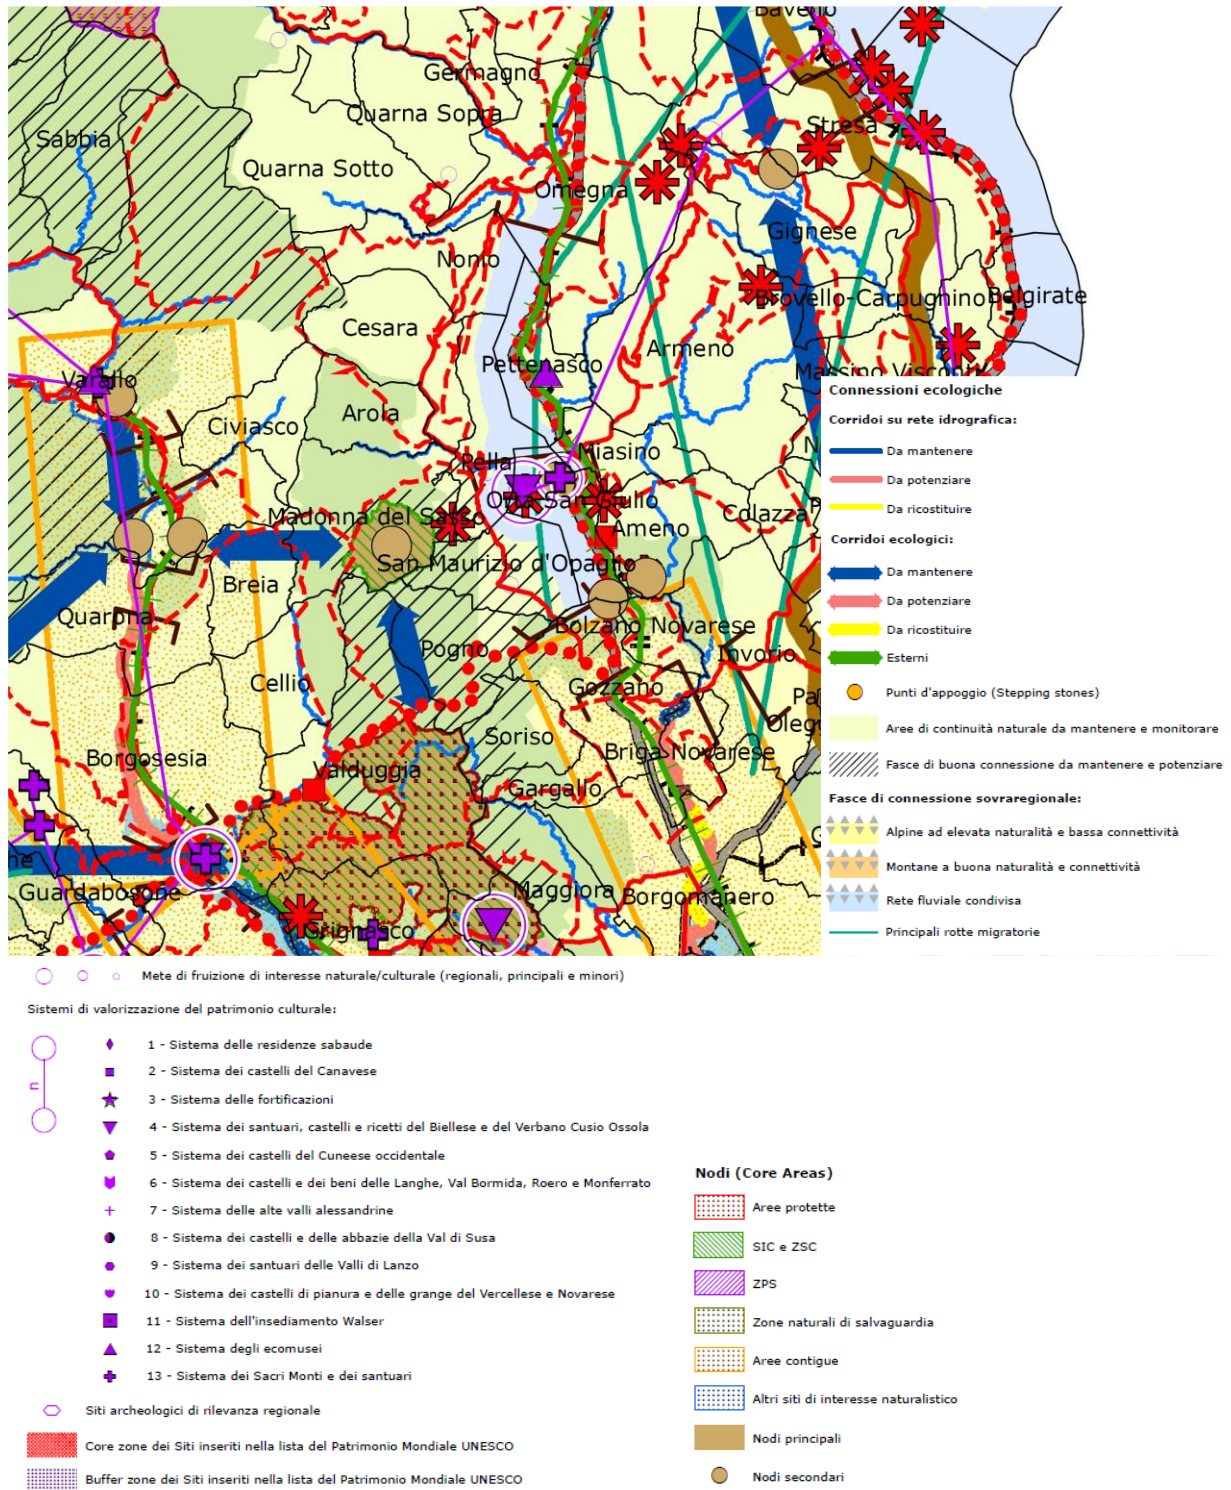 Baveno
Germagno
Quarna Sopra
Stresa
Sabbia
Quarna Sotto
Omegna
Gignese
Nonio
Brovello-Carpugnino
Belgirate
Cesara
Armeno
Pettenasco
Massino Visconti
Varallo
Arola
Civiasco
Miasino
Pella
Orta San Giulio
Madonna del Sasso
Colazza
Ameno
San Maurizio d'Opaglio
Breia
Quarona
Bolzano Novarese
Pogno
Invorio
Cellio
Gozzano
Pa
Olegg
Soriso
Briga Novarese
Borgosesia
Valduggia
Gargallo
Guardabosone
Maggiora
Borgomanero
Grignasco
Connessioni ecologiche
Corridoi su rete idrografica:
Da mantenere
Da potenziare
Da ricostituire
Corridoi ecologici:
Da mantenere
Da potenziare
Da ricostituire
Esterni
Punti d'appoggio (Stepping stones)
Aree di continuità naturale da mantenere e monitorare
Fasce di buona connessione da mantenere e potenziare
Fasce di connessione sovraregionale:
Alpine ad elevata naturalità e bassa connettività
Montane a buona naturalità e connettività
Rete fluviale condivisa
Principali rotte migratorie
Mete di fruizione di interesse naturale/culturale (regionali, principali e minori)
Sistemi di valorizzazione del patrimonio culturale:
n
1 - Sistema delle residenze sabaude
2 - Sistema dei castelli del Canavese
3 - Sistema delle fortificazioni
4 - Sistema dei santuari, castelli e ricetti del Biellese e del Verbano Cusio Ossola
5 - Sistema dei castelli del Cuneese occidentale
6 - Sistema dei castelli e dei beni delle Langhe, Val Bormida, Roero e Monferrato
7 - Sistema delle alte valli alessandrine
8 - Sistema dei castelli e delle abbazie della Val di Susa
9 - Sistema dei santuari delle Valli di Lanzo
10 - Sistema dei castelli di pianura e delle grange del Vercellese e Novarese
11 - Sistema dell'insediamento Walser
12 - Sistema degli ecomusei
13 - Sistema dei Sacri Monti e dei santuari
Siti archeologici di rilevanza regionale
Core zone dei Siti inseriti nella lista del Patrimonio Mondiale UNESCO
Buffer zone dei Siti inseriti nella lista del Patrimonio Mondiale UNESCO
Nodi (Core Areas)
Aree protette
SIC e ZSC
ZPS
Zone naturali di salvaguardia
Aree contigue
Altri siti di interesse naturalistico
Nodi principali
Nodi secondari